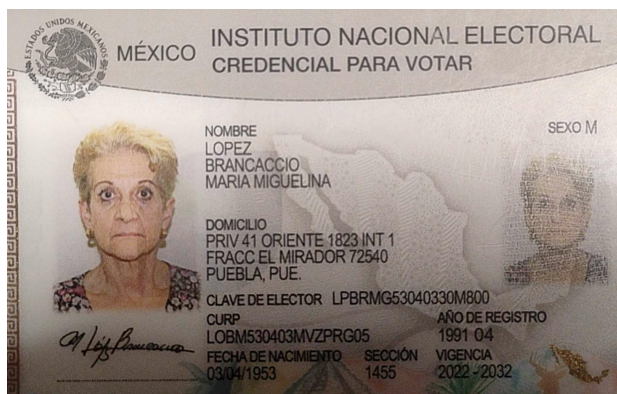 ESTADOS UNIDOS MEXICANOS
MÉXICO
INSTITUTO NACIONAL ELECTORAL
CREDENCIAL PARA VOTAR
NOMBRE
LOPEZ
BRANCACCIO
MARIA MIGUELINA
SEXO M
DOMICILIO
PRIV 41 ORIENTE 1823 INT 1
FRACC EL MIRADOR 72540
PUEBLA, PUE.
CLAVE DE ELECTOR LPBRMG53040330M800
CURP
LOBM530403MVZPRG05
AÑO DE REGISTRO
1991 04
FECHA DE NACIMIENTO
03/04/1953
SECCIÓN
1455
VIGENCIA
2022 - 2032